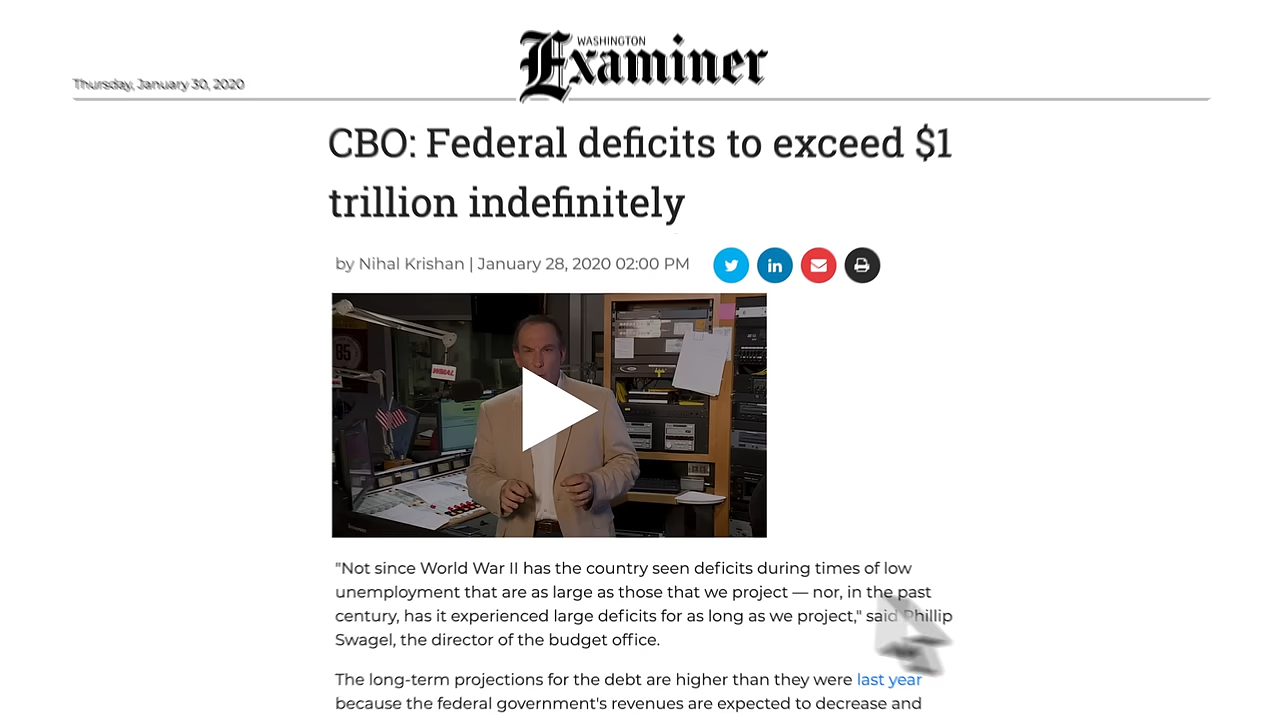 WASHINGTON
Examiner
Thursday, January 30, 2020
CBO: Federal deficits to exceed $1
trillion indefinitely
by Nihal Krishan | January 28, 2020 02:00 PM
in
85
WMAL
"Not since World War II has the country seen deficits during times of low
unemployment that are as large as those that we project — nor, in the past
century, has it experienced large deficits for as long as we project," said Phillip
Swagel, the director of the budget office.
The long-term projections for the debt are higher than they were last year
because the federal government's revenues are expected to decrease and